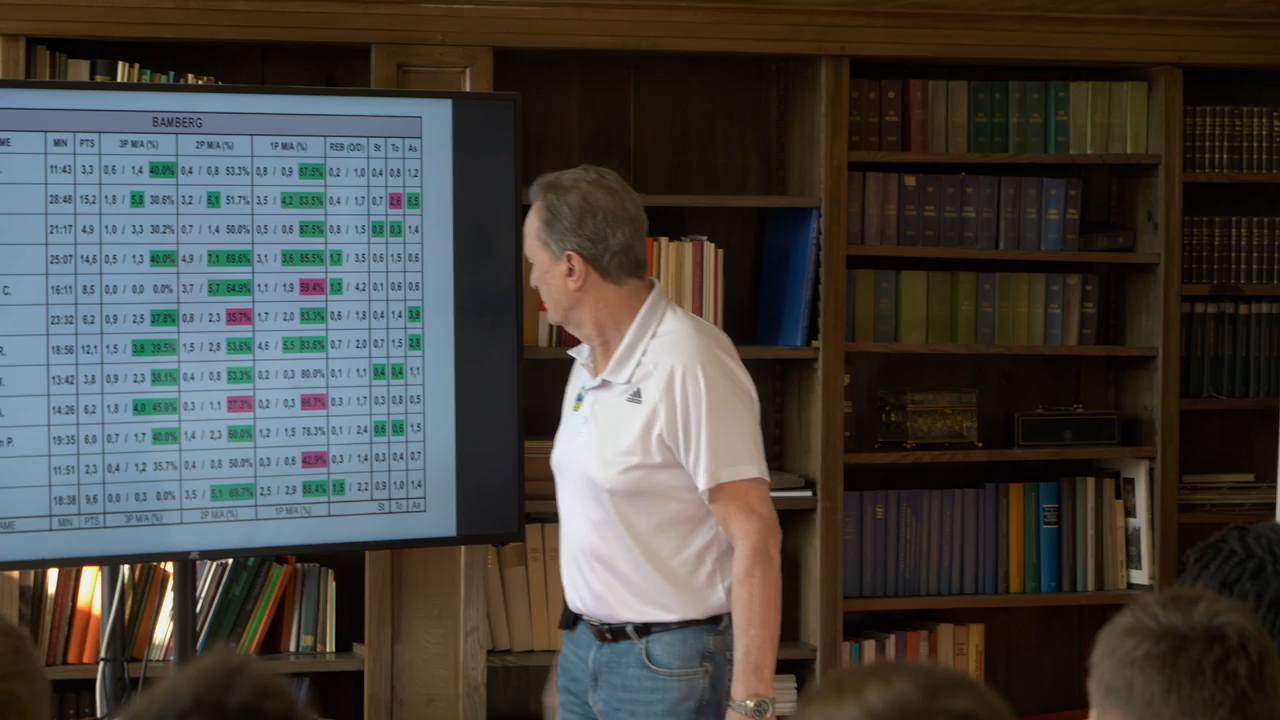 BAMBERG
ME MIN PTS 3P M/A (%) 2P M/A (%) 1P M/A (%) REB (O/D) St To As
. 11:43 3,3 0,6 / 1,4 40.0% 0,4 / 0,8 53.3% 0,8 / 0,9 87.5% 0,2 / 1,0 0,4 0,8 1,2
28:48 15,2 1,8 / 5,8 30.6% 3,2 / 6,1 51.7% 3,5 / 4,2 83.5% 0,4 / 1,7 0,7 2,6 6,5
21:17 4,9 1,0 / 3,3 30.2% 0,7 / 1,4 50.0% 0,5 / 0,6 87.5% 0,8 / 1,5 0,8 0,3 1,4
25:07 14,6 0,5 / 1,3 40.0% 4,9 / 7,1 69.6% 3,1 / 3,6 85.5% 1,7 / 3,5 0,6 1,5 0,6
C. 16:11 8,5 0,0 / 0,0 0.0% 3,7 / 5,7 64.9% 1,1 / 1,9 59.4% 1,3 / 4,2 0,1 0,6 0,6
23:32 6,2 0,9 / 2,5 37.8% 0,8 / 2,3 35.7% 1,7 / 2,0 83.3% 0,6 / 1,8 0,4 1,4 3,9
R. 18:56 12,1 1,5 / 3,8 39.5% 1,5 / 2,8 53.6% 4,6 / 5,5 83.6% 0,7 / 2,0 0,7 1,5 2,8
13:42 3,8 0,9 / 2,3 38.1% 0,4 / 0,8 53.3% 0,2 / 0,3 80.0% 0,1 / 1,1 0,4 0,4 1,1
14:26 6,2 1,8 / 4,0 45.0% 0,3 / 1,1 27.3% 0,2 / 0,3 66.7% 0,3 / 1,7 0,3 0,8 0,5
n P. 19:35 6,0 0,7 / 1,7 40.0% 1,4 / 2,3 60.0% 1,2 / 1,5 78.3% 0,1 / 2,4 0,6 0,6 1,5
11:51 2,3 0,4 / 1,2 35.7% 0,4 / 0,8 50.0% 0,3 / 0,6 42.9% 0,3 / 1,4 0,3 0,4 0,7
18:38 9,6 0,0 / 0,3 0.0% 3,5 / 5,1 69.7% 2,5 / 2,9 88.4% 1,5 / 2,2 0,9 1,0 1,4
AME MIN PTS 3P M/A (%) 2P M/A (%) 1P M/A (%) St To As